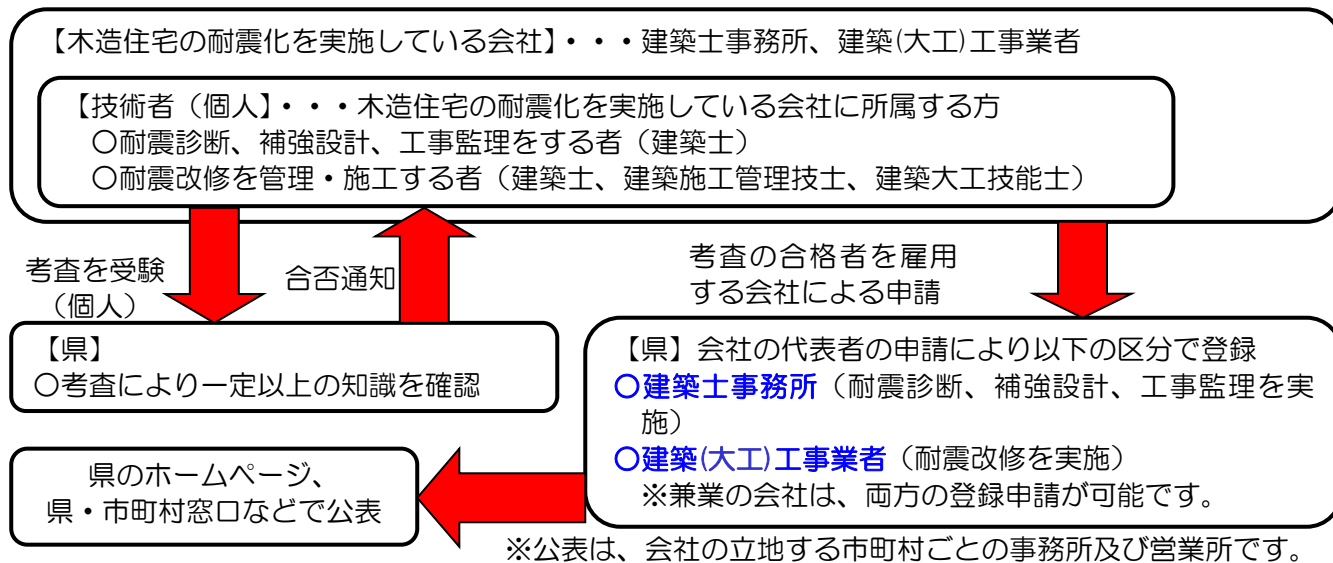 【木造住宅の耐震化を実施している会社】・・・建築士事務所、建築(大工)工事業者
【技術者（個人】・・・木造住宅の耐震化を実施している会社に所属する方
〇耐震診断、補強設計、工事監理をする者（建築士）
〇耐震改修を管理・施工する者（建築士、建築施工管理技士、建築大工技能士）
考査を受験
（個人）
合否通知
考査の合格者を雇用
する会社による申請
【県】
〇考査により一定以上の知識を確認
【県】会社の代表者の申請により以下の区分で登録
〇建築士事務所（耐震診断、補強設計、工事監理を実
施）
〇建築(大工)工事業者（耐震改修を実施）
※兼業の会社は、両方の登録申請が可能です。
県のホームページ、
県・市町村窓口などで公表
※公表は、会社の立地する市町村ごとの事務所及び営業所です。